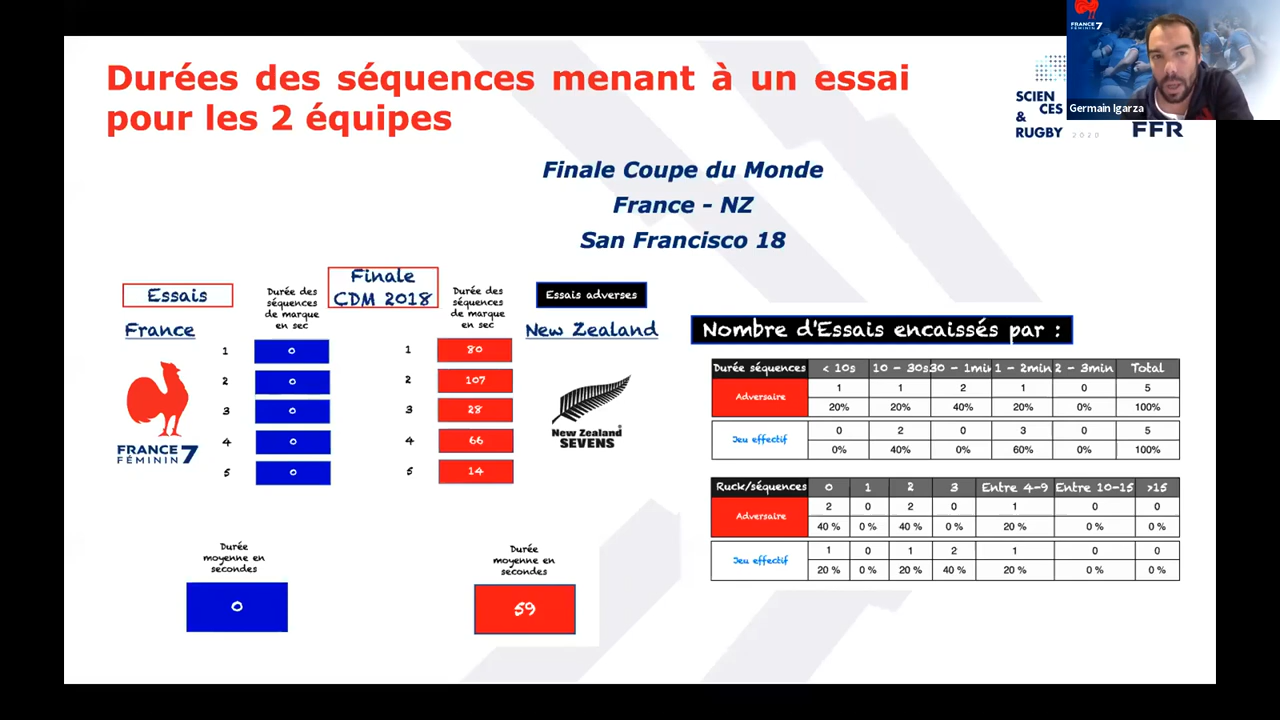 Durées des séquences menant à un essai
pour les 2 équipes
FRANCE 7
FÉMININ
Germain Igarza
SCIEN
CES
&
RUGBY
2020
FFR
Finale Coupe du Monde
France - NZ
San Francisco 18
Essais
Durée des
séquences
de marque
en sec
Finale
CDM 2018
Durée des
séquences
de marque
en sec
Essais adverses
France
New Zealand
1 0 1 80
2 0 2 107
3 0 3 28
4 0 4 66
5 0 5 14
FRANCE 7
FÉMININ
New Zealand
SEVENS
Durée
moyenne en
secondes
0
Durée
moyenne en
secondes
59
Nombre d'Essais encaissés par :
Durée séquences < 10s 10 - 30s 30 - 1min 1 - 2min 2 - 3min Total
Adversaire
1 1 2 1 0 5
20% 20% 40% 20% 0% 100%
Jeu effectif
0 2 0 3 0 5
0% 40% 0% 60% 0% 100%
Ruck/séquences 0 1 2 3 Entre 4-9 Entre 10-15 >15
Adversaire
2 0 2 0 1 0 0
40 % 0 % 40 % 0 % 20 % 0 % 0 %
Jeu effectif
1 0 1 2 1 0 0
20 % 0 % 20 % 40 % 20 % 0 % 0 %